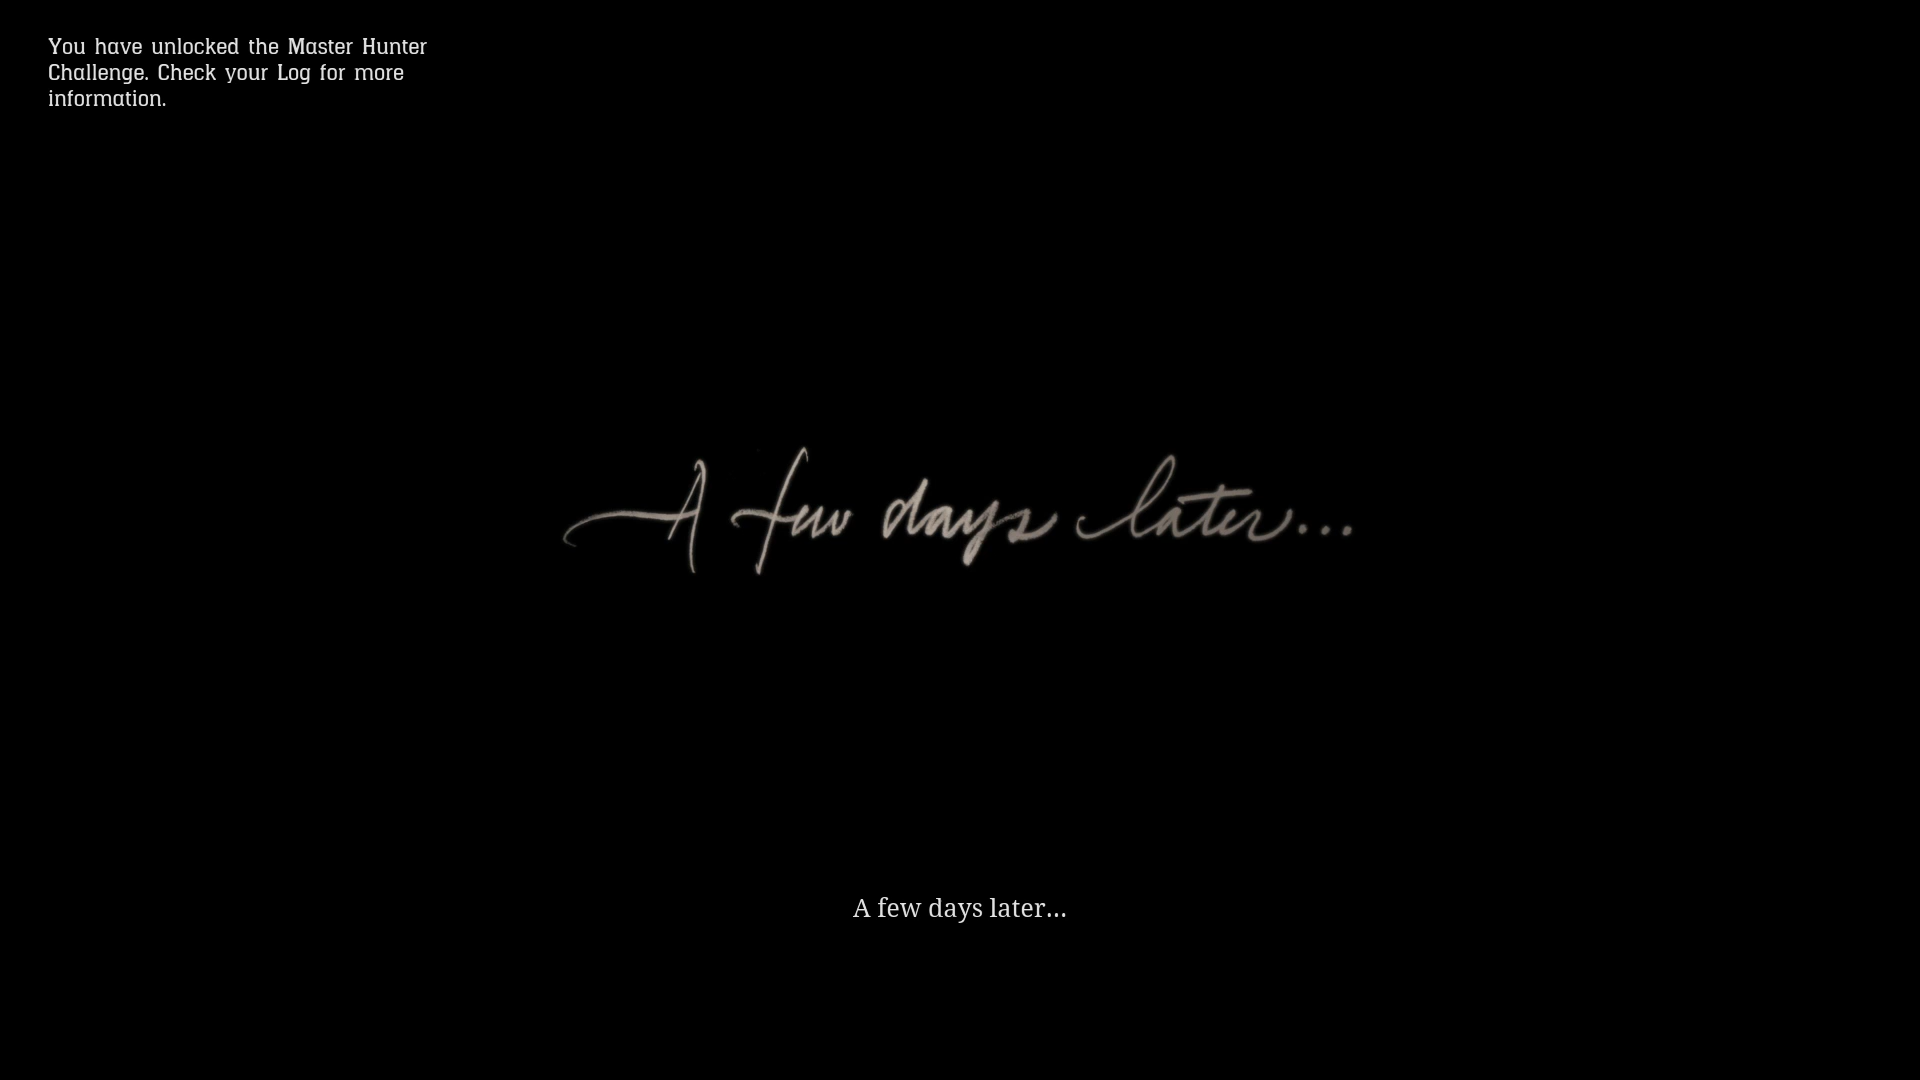 You have unlocked the Master Hunter
Challenge. Check your Log for more
information.
A few days later...
A few days later...